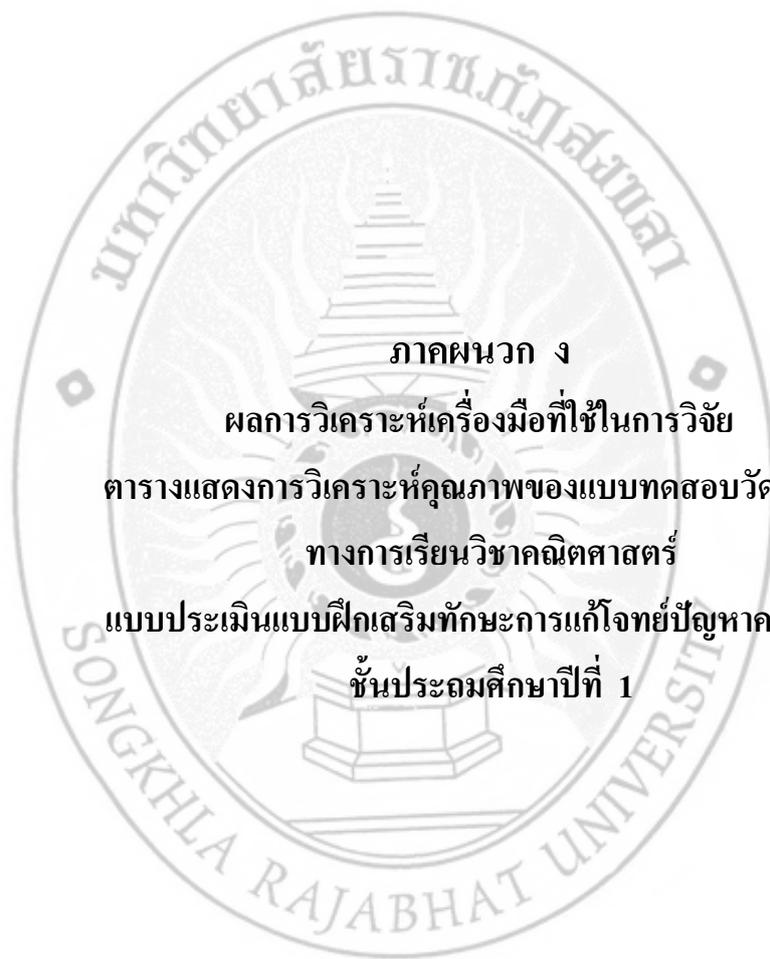 มหาวิทยาลัยราชภัฏสงขลา
ภาคผนวก ง
ผลการวิเคราะห์เครื่องมือที่ใช้ในการวิจัย
ตารางแสดงการวิเคราะห์คุณภาพของแบบทดสอบวัด
ทางการเรียนวิชาคณิตศาสตร์
แบบประเมินแบบฝึกเสริมทักษะการแก้โจทย์ปัญหาค
ชั้นประถมศึกษาปีที่ 1
SONGKHLA RAJABHAT UNIVERSITY